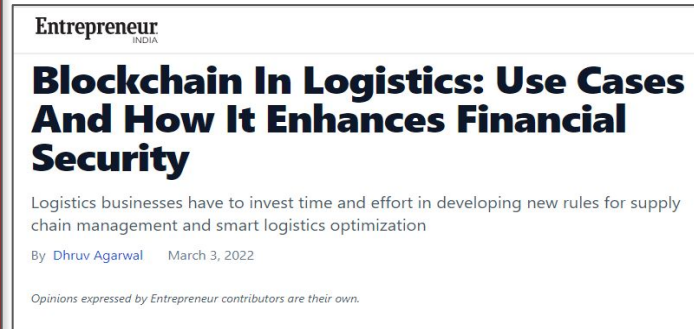 Entrepreneur
INDIA
Blockchain In Logistics: Use Cases
And How It Enhances Financial
Security
Logistics businesses have to invest time and effort in developing new rules for supply
chain management and smart logistics optimization
By Dhruv Agarwal March 3, 2022
Opinions expressed by Entrepreneur contributors are their own.